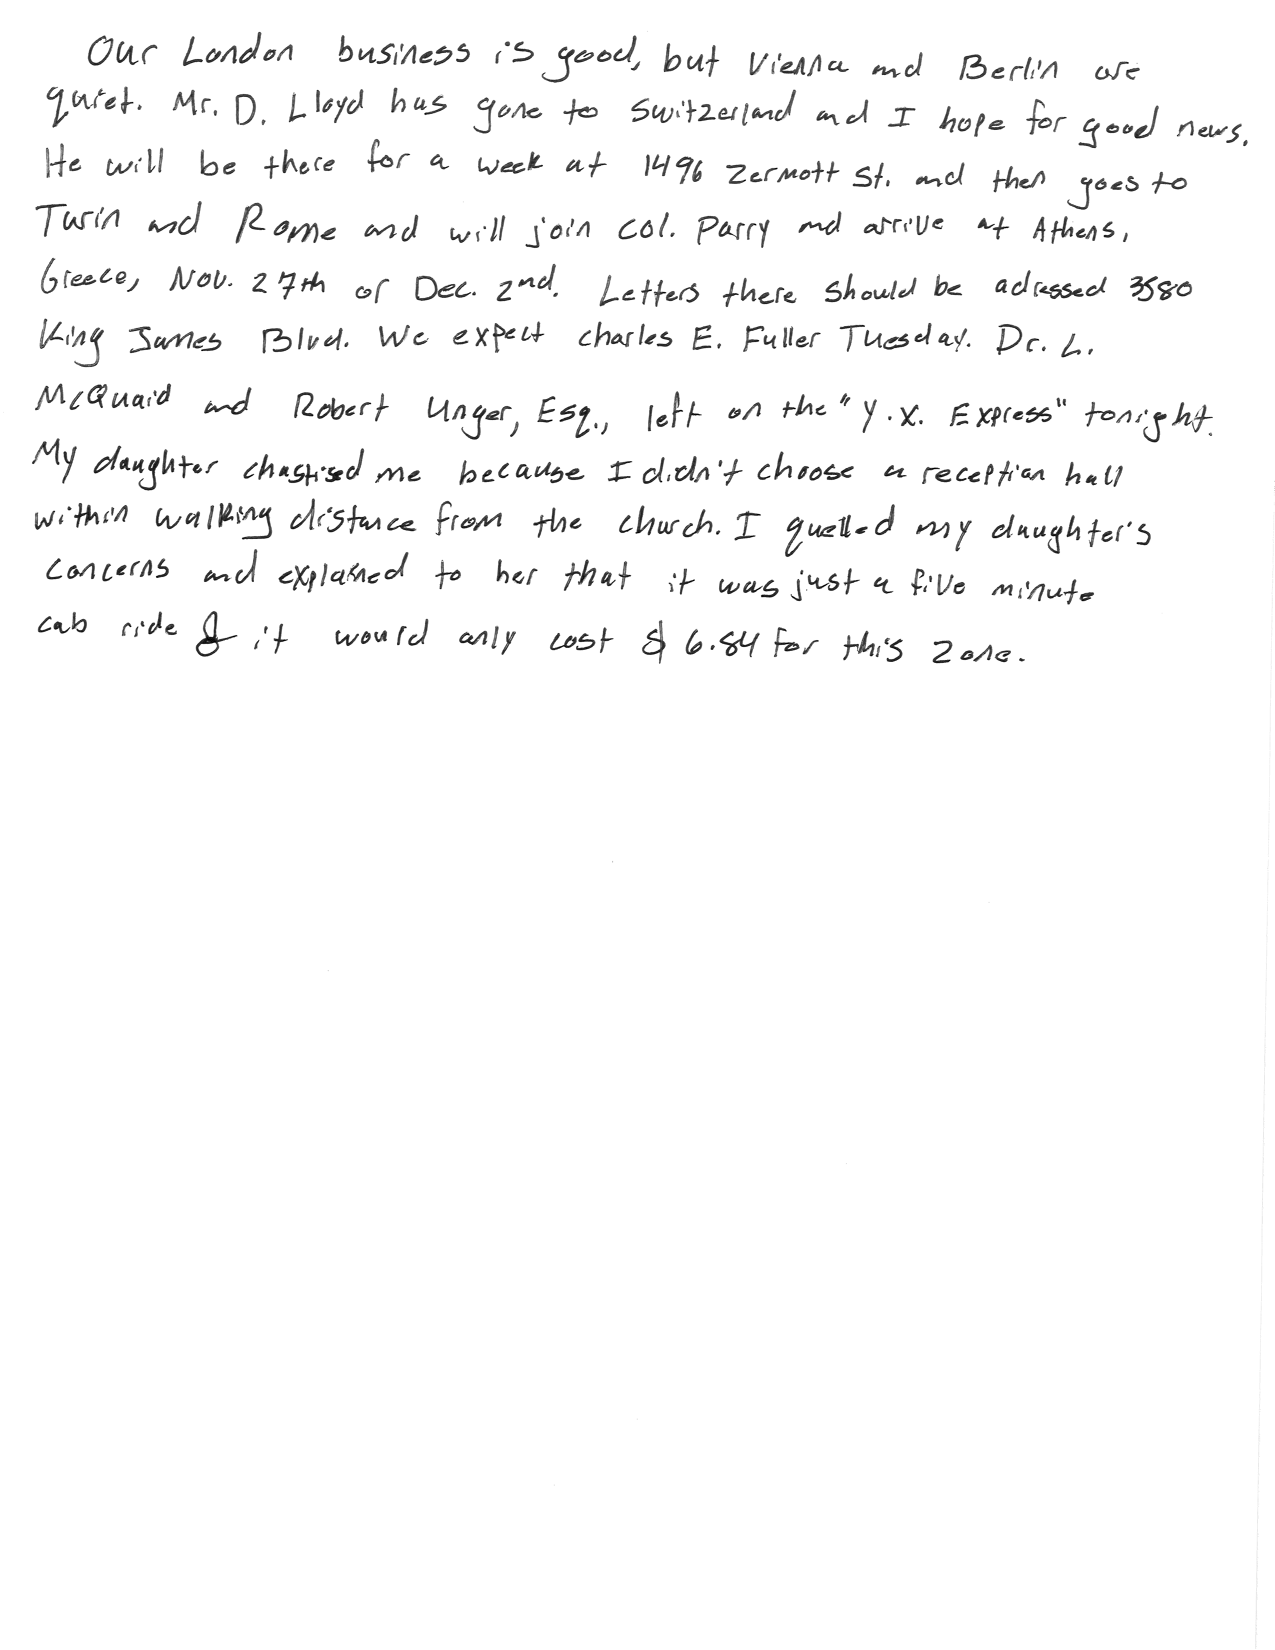 Our London business is good, but Vienna and Berlin are
quiet. Mr. D. Lloyd has gone to Switzerland and I hope for good news.
He will be there for a week at 1496 Zermott St. and then goes to
Turin and Rome and will join Col. Parry and arrive at Athens,
Greece, Nov. 27th or Dec. 2nd. Letters there should be adressed 3580
King James Blvd. We expect charles E. Fuller Tuesday. Dr. L.
McQuaid and Robert Unger, Esq., left on the "Y.X. Express" tonight.
My daughter chastised me because I didn't choose a reception hall
within walking distance from the church. I quelled my daughter's
concerns and explained to her that it was just a five minute
cab ride & it would only cost $6.84 for this zone.